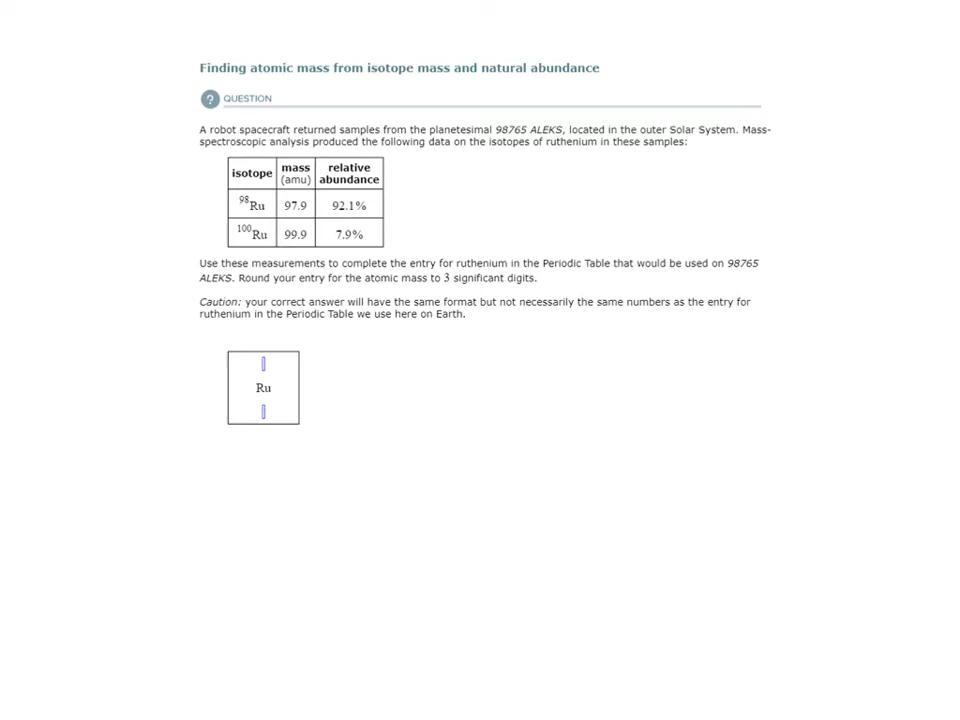 Finding atomic mass from isotope mass and natural abundance
? QUESTION
A robot spacecraft returned samples from the planetesimal 98765 ALEKS, located in the outer Solar System. Mass-
spectroscopic analysis produced the following data on the isotopes of ruthenium in these samples:
isotope mass (amu) relative abundance
98Ru 97.9 92.1%
100Ru 99.9 7.9%
Use these measurements to complete the entry for ruthenium in the Periodic Table that would be used on 98765
ALEKS. Round your entry for the atomic mass to 3 significant digits.
Caution: your correct answer will have the same format but not necessarily the same numbers as the entry for
ruthenium in the Periodic Table we use here on Earth.
Ru